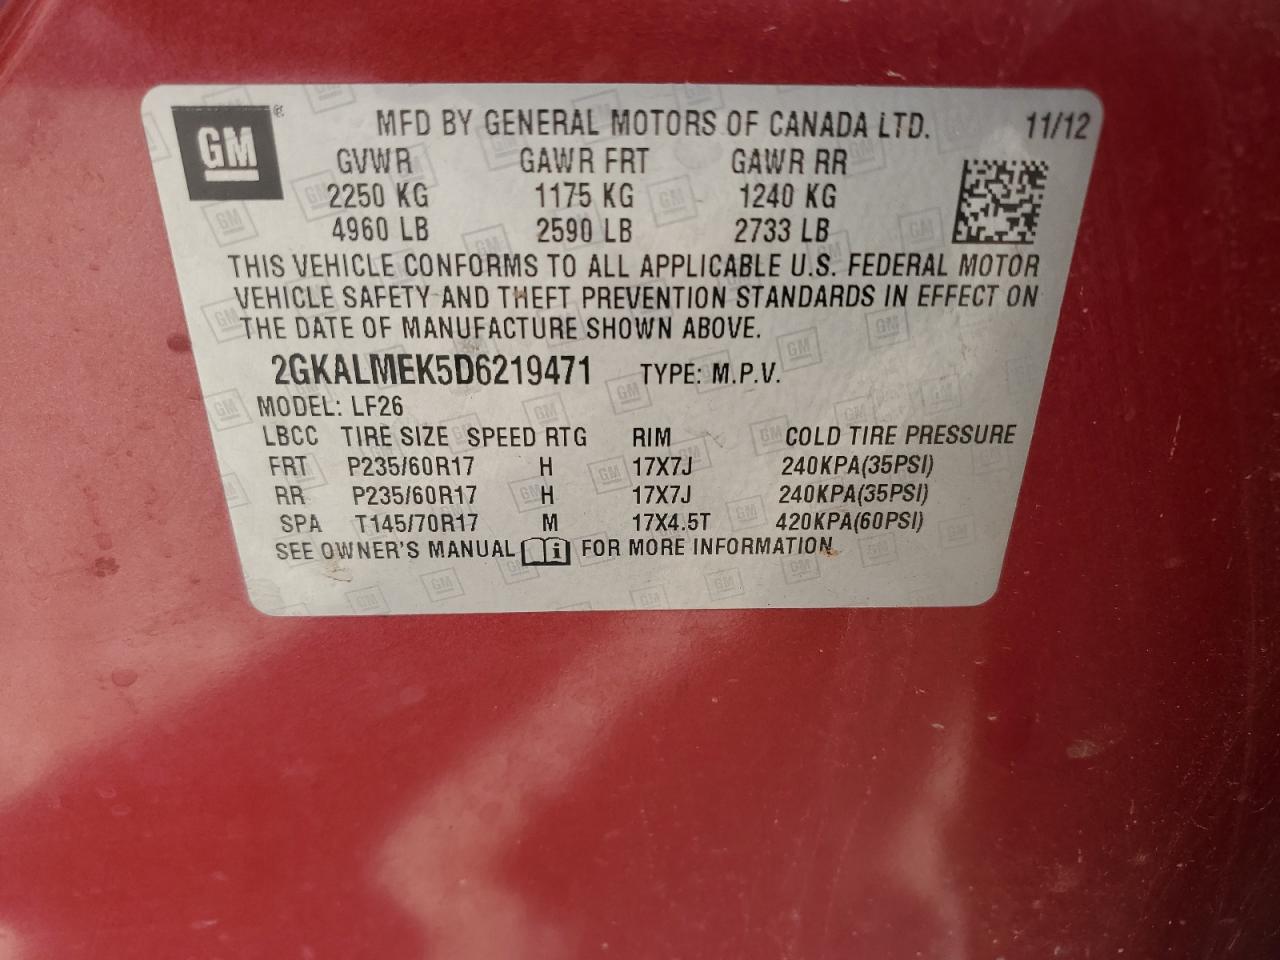 GM ®
MFD BY GENERAL MOTORS OF CANADA LTD. 11/12
GVWR GAWR FRT GAWR RR
2250 KG 1175 KG 1240 KG
4960 LB 2590 LB 2733 LB
THIS VEHICLE CONFORMS TO ALL APPLICABLE U.S. FEDERAL MOTOR
VEHICLE SAFETY AND THEFT PREVENTION STANDARDS IN EFFECT ON
THE DATE OF MANUFACTURE SHOWN ABOVE.
2GKALMEK5D6219471 TYPE: M.P.V.
MODEL: LF26
LBCC TIRE SIZE SPEED RTG RIM COLD TIRE PRESSURE
FRT P235/60R17 H 17X7J 240KPA(35PSI)
RR P235/60R17 H 17X7J 240KPA(35PSI)
SPA T145/70R17 M 17X4.5T 420KPA(60PSI)
SEE OWNER'S MANUAL i FOR MORE INFORMATION